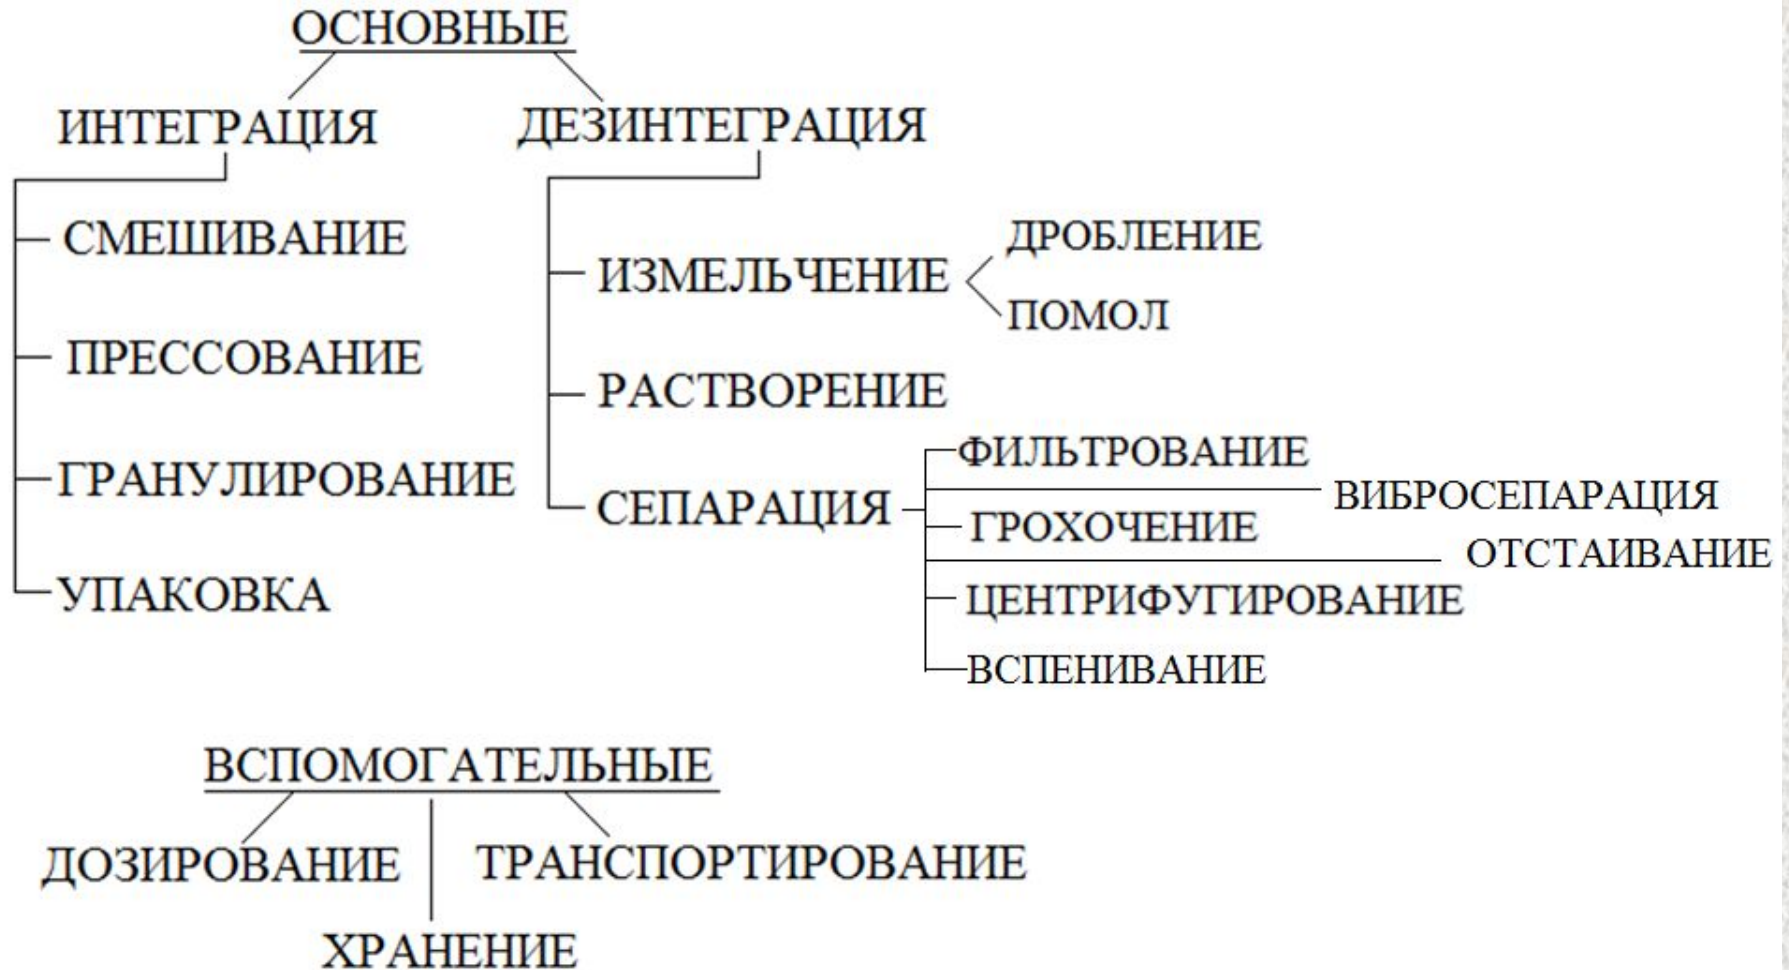 ОСНОВНЫЕ
ИНТЕГРАЦИЯ
СМЕШИВАНИЕ
ПРЕССОВАНИЕ
ГРАНУЛИРОВАНИЕ
УПАКОВКА
ДЕЗИНТЕГРАЦИЯ
ИЗМЕЛЬЧЕНИЕ
ДРОБЛЕНИЕ
ПОМОЛ
РАСТВОРЕНИЕ
СЕПАРАЦИЯ
ФИЛЬТРОВАНИЕ
ВИБРОСЕПАРАЦИЯ
ГРОХОЧЕНИЕ
ОТСТАИВАНИЕ
ЦЕНТРИФУГИРОВАНИЕ
ВСПЕНИВАНИЕ
ВСПОМОГАТЕЛЬНЫЕ
ДОЗИРОВАНИЕ
ХРАНЕНИЕ
ТРАНСПОРТИРОВАНИЕ